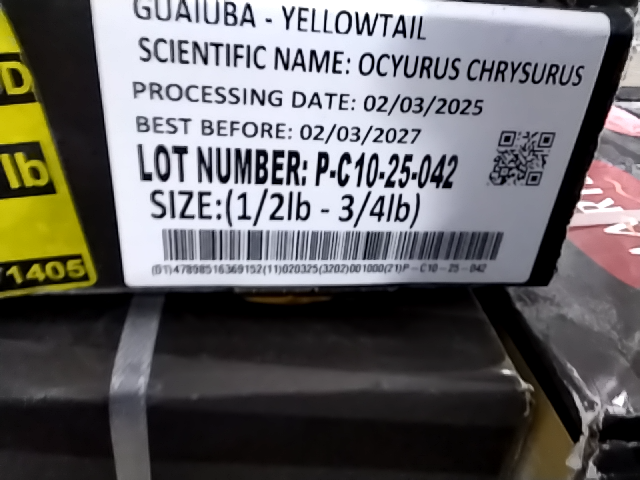 GUAIUBA - YELLOWTAIL
SCIENTIFIC NAME: OCYURUS CHRYSURUS
PROCESSING DATE: 02/03/2025
BEST BEFORE: 02/03/2027
LOT NUMBER: P-C10-25-042
SIZE:(1/2lb - 3/4lb)
(01)47898516369152(11)020325(3202)001000(21)P-C10-25-042
lb
1405